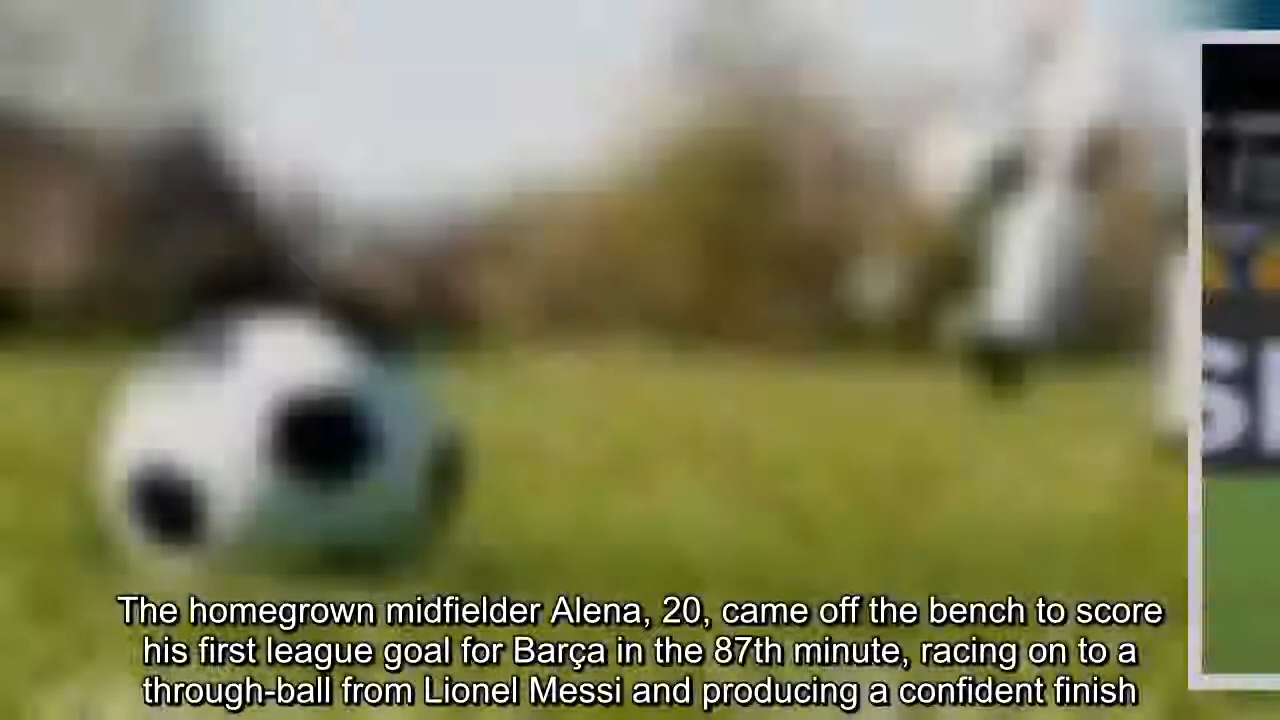 The homegrown midfielder Alena, 20, came off the bench to score
his first league goal for Barça in the 87th minute, racing on to a
through-ball from Lionel Messi and producing a confident finish